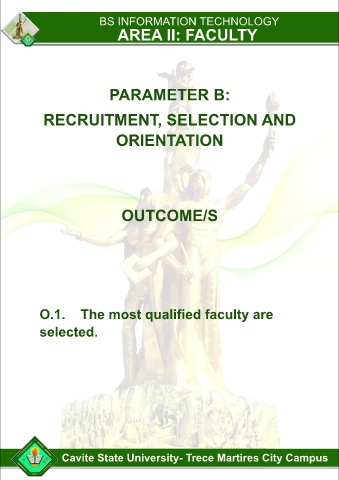 BS INFORMATION TECHNOLOGY
AREA II: FACULTY
PARAMETER B:
RECRUITMENT, SELECTION AND
ORIENTATION
OUTCOME/S
O.1. The most qualified faculty are
selected.
Cavite State University- Trece Martires City Campus